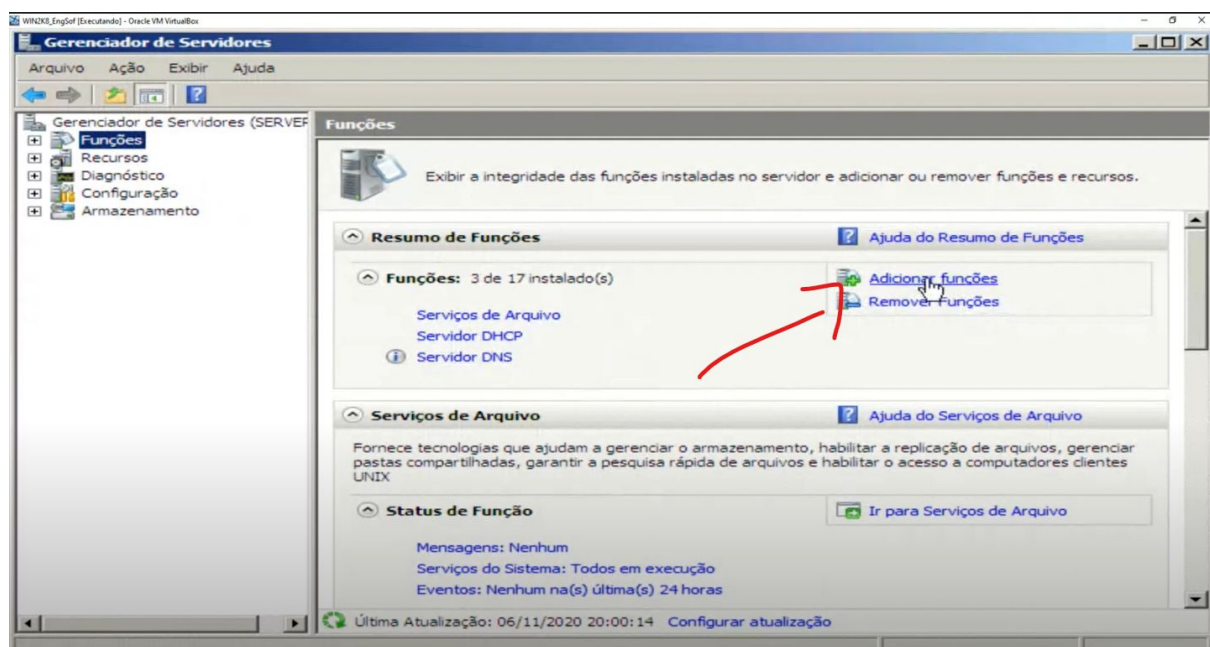 WIN2K8_EngSof [Executando] - Oracle VM VirtualBox
Gerenciador de Servidores
Arquivo Ação Exibir Ajuda
Gerenciador de Servidores (SERVER
Funções
Recursos
Diagnóstico
Configuração
Armazenamento
Funções
Exibir a integridade das funções instaladas no servidor e adicionar ou remover funções e recursos.
Resumo de Funções
Ajuda do Resumo de Funções
Funções: 3 de 17 instalado(s)
Adicionar funções
Remover Funções
Serviços de Arquivo
Servidor DHCP
Servidor DNS
Serviços de Arquivo
Ajuda do Serviços de Arquivo
Fornece tecnologias que ajudam a gerenciar o armazenamento, habilitar a replicação de arquivos, gerenciar
pastas compartilhadas, garantir a pesquisa rápida de arquivos e habilitar o acesso a computadores clientes
UNIX
Status de Função
Ir para Serviços de Arquivo
Mensagens: Nenhum
Serviços do Sistema: Todos em execução
Eventos: Nenhum na(s) última(s) 24 horas
Última Atualização: 06/11/2020 20:00:14 Configurar atualização